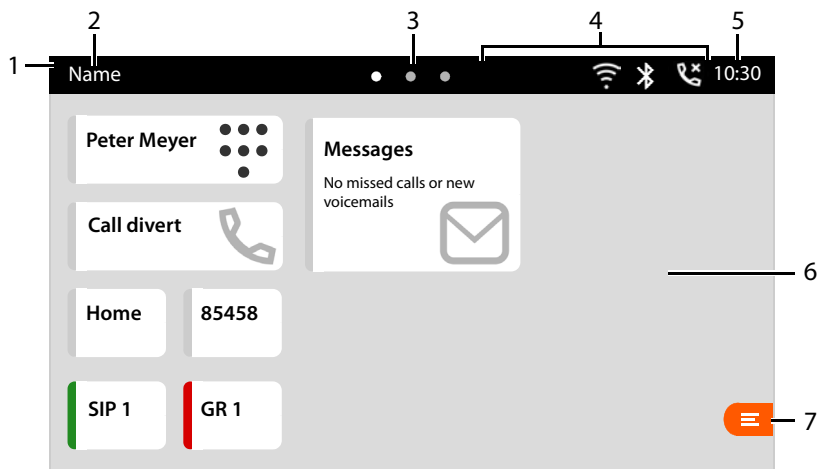 2 3 4 5
1 Name 10:30
Peter Meyer
Messages
No missed calls or new
voicemails
Call divert
6
Home 85458
SIP 1 GR 1
7